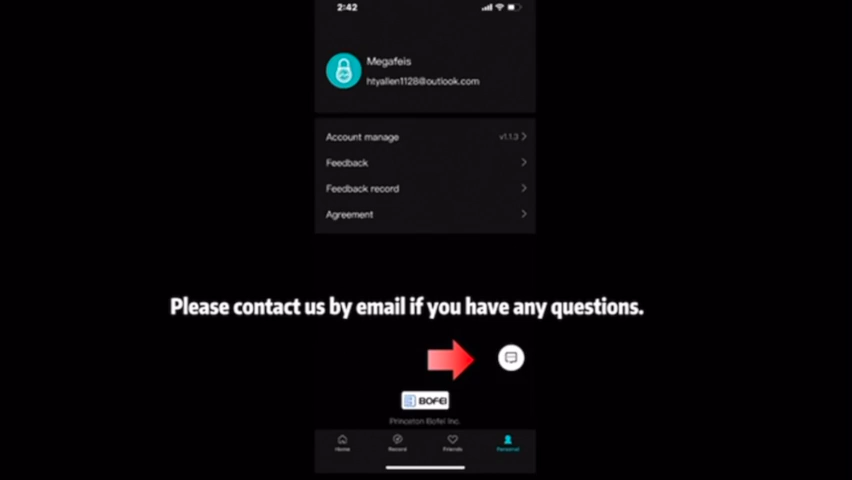 2:42
Megafeis
htyallen1128@outlook.com
Account manage v1.1.3
Feedback
Feedback record
Agreement
Please contact us by email if you have any questions.
BOFEI
Princeton Bofei Inc.
Home Record Friends Personal